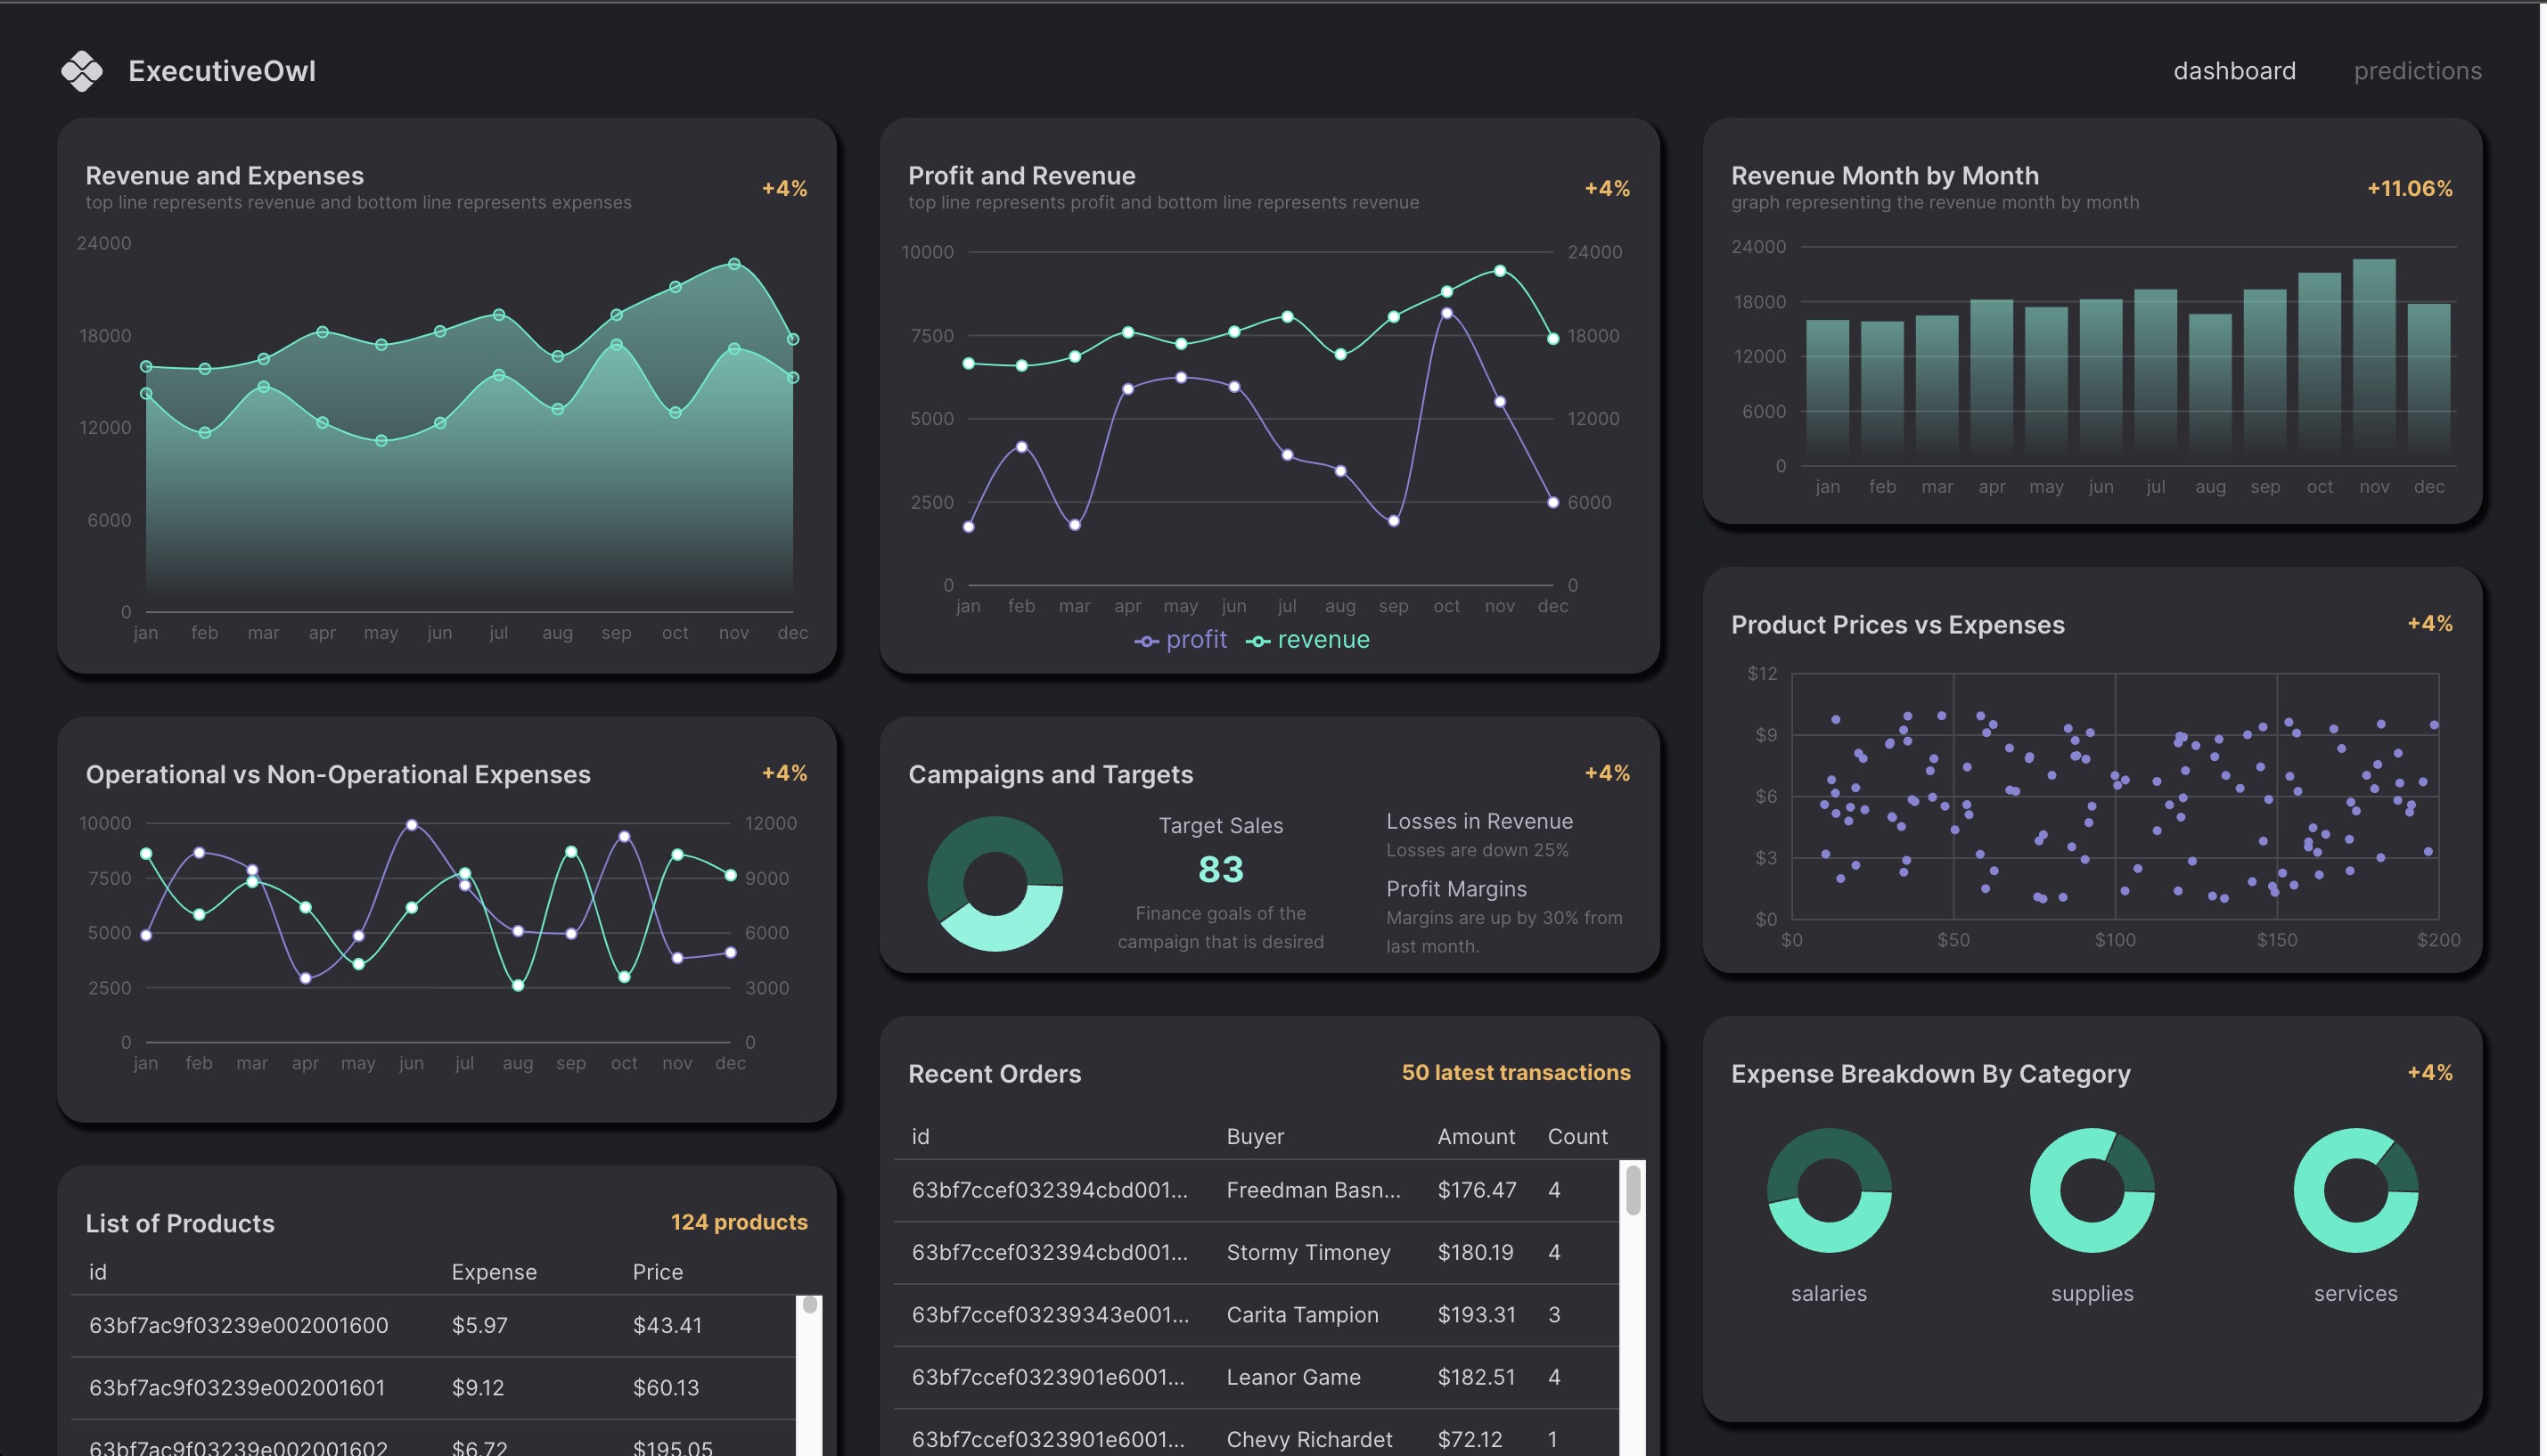 ExecutiveOwl
dashboard predictions
Revenue and Expenses
top line represents revenue and bottom line represents expenses
+4%
24000
18000
12000
6000
0
jan feb mar apr may jun jul aug sep oct nov dec
Profit and Revenue
top line represents profit and bottom line represents revenue
+4%
10000 24000
7500 18000
5000 12000
2500 6000
0 0
jan feb mar apr may jun jul aug sep oct nov dec
profit revenue
Revenue Month by Month
graph representing the revenue month by month
+11.06%
24000
18000
12000
6000
0
jan feb mar apr may jun jul aug sep oct nov dec
Operational vs Non-Operational Expenses +4%
10000 12000
7500 9000
5000 6000
2500 3000
0 0
jan feb mar apr may jun jul aug sep oct nov dec
Campaigns and Targets +4%
Target Sales
83
Finance goals of the
campaign that is desired
Losses in Revenue
Losses are down 25%
Profit Margins
Margins are up by 30% from
last month.
Product Prices vs Expenses +4%
$12
$9
$6
$3
$0
$0 $50 $100 $150 $200
List of Products 124 products
id Expense Price
63bf7ac9f03239e002001600 $5.97 $43.41
63bf7ac9f03239e002001601 $9.12 $60.13
63bf7ac9f03239e002001602 $6.72 $195.05
Recent Orders 50 latest transactions
id Buyer Amount Count
63bf7ccef032394cbd001... Freedman Basn... $176.47 4
63bf7ccef032394cbd001... Stormy Timoney $180.19 4
63bf7ccef03239343e001... Carita Tampion $193.31 3
63bf7ccef0323901e6001... Leanor Game $182.51 4
63bf7ccef0323901e6001... Chevy Richardet $72.12 1
Expense Breakdown By Category +4%
salaries supplies services